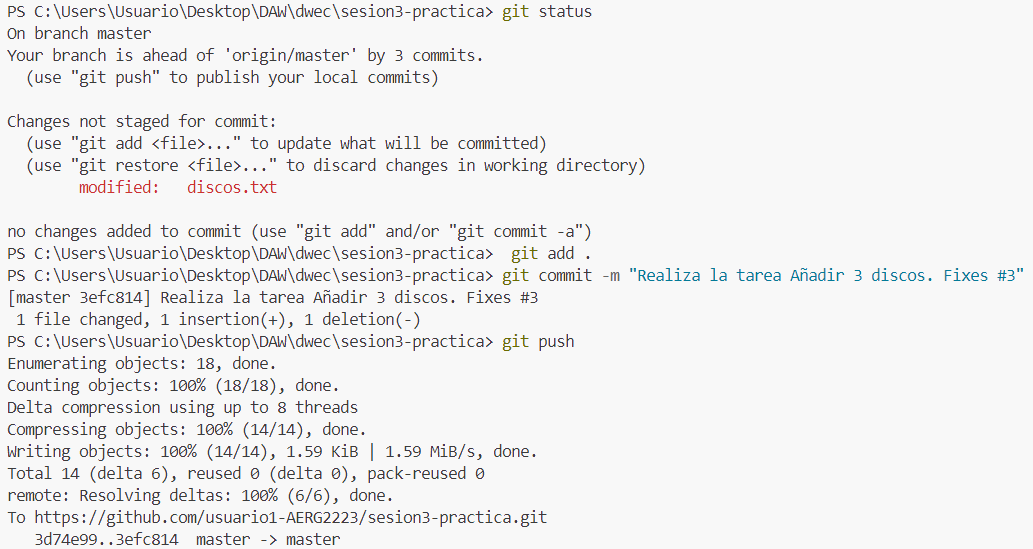 PS C:\Users\Usuario\Desktop\DAW\dwec\sesion3-practica> git status
On branch master
Your branch is ahead of 'origin/master' by 3 commits.
  (use "git push" to publish your local commits)

Changes not staged for commit:
  (use "git add <file>..." to update what will be committed)
  (use "git restore <file>..." to discard changes in working directory)
        modified:   discos.txt

no changes added to commit (use "git add" and/or "git commit -a")
PS C:\Users\Usuario\Desktop\DAW\dwec\sesion3-practica>  git add .
PS C:\Users\Usuario\Desktop\DAW\dwec\sesion3-practica> git commit -m "Realiza la tarea Añadir 3 discos. Fixes #3"
[master 3efc814] Realiza la tarea Añadir 3 discos. Fixes #3
 1 file changed, 1 insertion(+), 1 deletion(-)
PS C:\Users\Usuario\Desktop\DAW\dwec\sesion3-practica> git push
Enumerating objects: 18, done.
Counting objects: 100% (18/18), done.
Delta compression using up to 8 threads
Compressing objects: 100% (14/14), done.
Writing objects: 100% (14/14), 1.59 KiB | 1.59 MiB/s, done.
Total 14 (delta 6), reused 0 (delta 0), pack-reused 0
remote: Resolving deltas: 100% (6/6), done.
To https://github.com/usuario1-AERG2223/sesion3-practica.git
   3d74e99..3efc814  master -> master